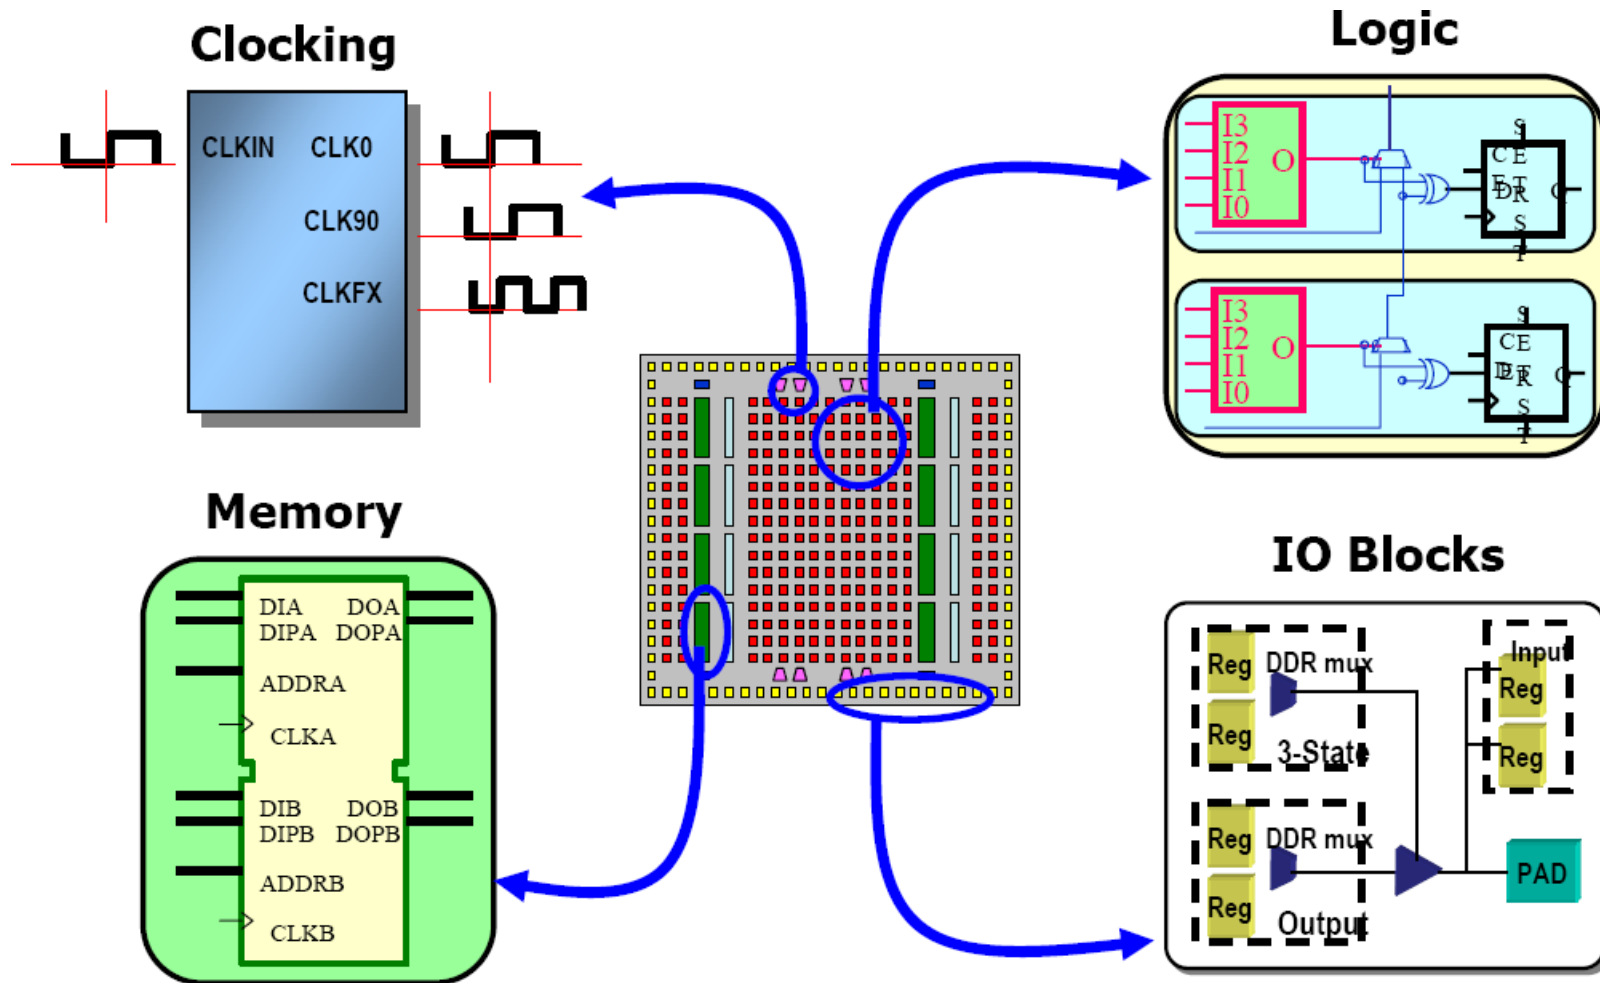 Clocking
CLKIN CLK0
CLK90
CLKFX
Logic
I3
I2
I1
I0
O
S
CE E
D R T Q
S
T
I3
I2
I1
I0
O
S
CE E
D R T Q
S
T
Memory
DIA DOA
DIPA DOPA
ADDRA
CLKA
DIB DOB
DIPB DOPB
ADDRB
CLKB
IO Blocks
Reg DDR mux
Reg 3-State
Input
Reg
Reg
Reg DDR mux
Reg Output
PAD